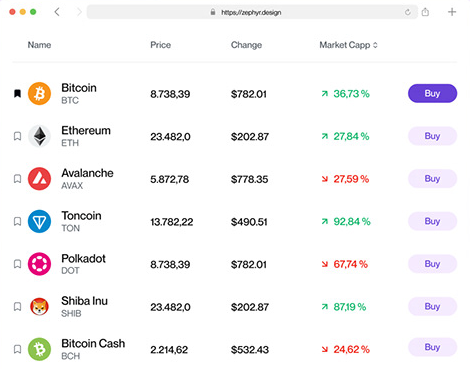 https://zephyr.design
Name Price Change Market Capp
Bitcoin
BTC
8.738,39 $782.01 36,73 % Buy
Ethereum
ETH
23.482,0 $202.87 27,84 % Buy
Avalanche
AVAX
5.872,78 $778.35 27,59 % Buy
Toncoin
TON
13.782,22 $490.51 92,84 % Buy
Polkadot
DOT
8.738,39 $782.01 67,74 % Buy
Shiba Inu
SHIB
23.482,0 $202.87 87,19 % Buy
Bitcoin Cash
BCH
2.214,62 $532.43 24,62 % Buy